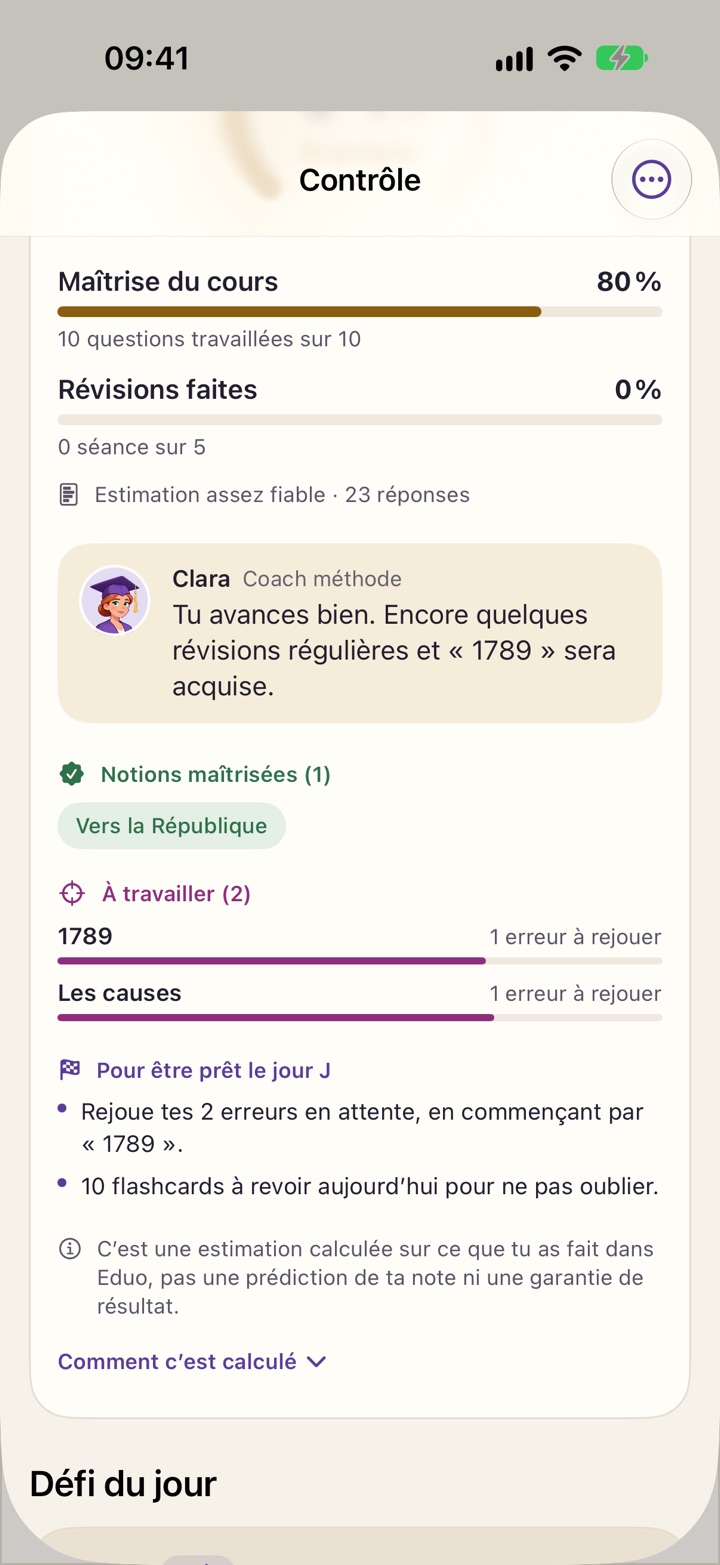 09:41
Contrôle
Maîtrise du cours 80 %
10 questions travaillées sur 10
Révisions faites 0 %
0 séance sur 5
Estimation assez fiable · 23 réponses
Clara Coach méthode
Tu avances bien. Encore quelques
révisions régulières et « 1789 » sera
acquise.
Notions maîtrisées (1)
Vers la République
À travailler (2)
1789 1 erreur à rejouer
Les causes 1 erreur à rejouer
Pour être prêt le jour J
• Rejoue tes 2 erreurs en attente, en commençant par
« 1789 ».
• 10 flashcards à revoir aujourd’hui pour ne pas oublier.
C’est une estimation calculée sur ce que tu as fait dans
Eduo, pas une prédiction de ta note ni une garantie de
résultat.
Comment c’est calculé
Défi du jour